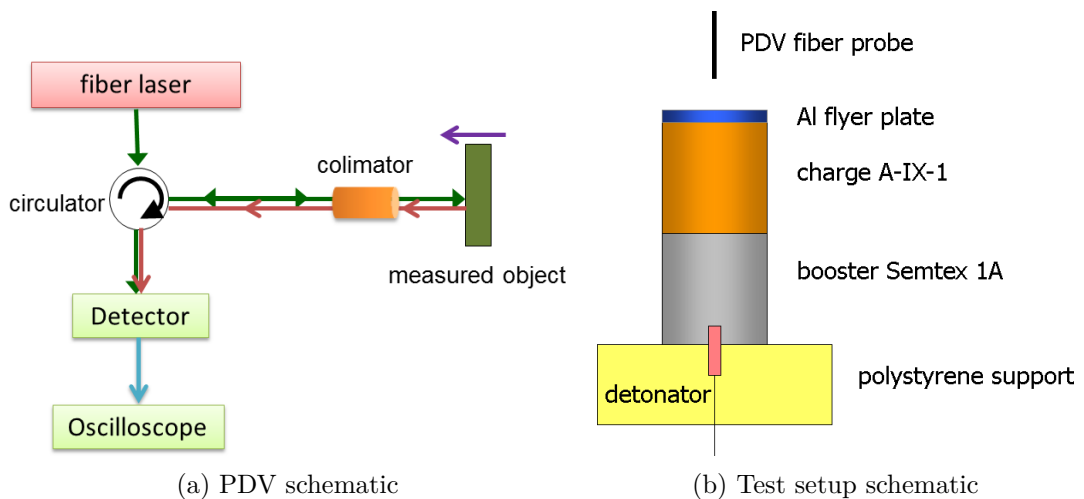 fiber laser
colimator
circulator
measured object
Detector
Oscilloscope
(a) PDV schematic
PDV fiber probe
Al flyer plate
charge A-IX-1
booster Semtex 1A
polystyrene support
detonator
(b) Test setup schematic